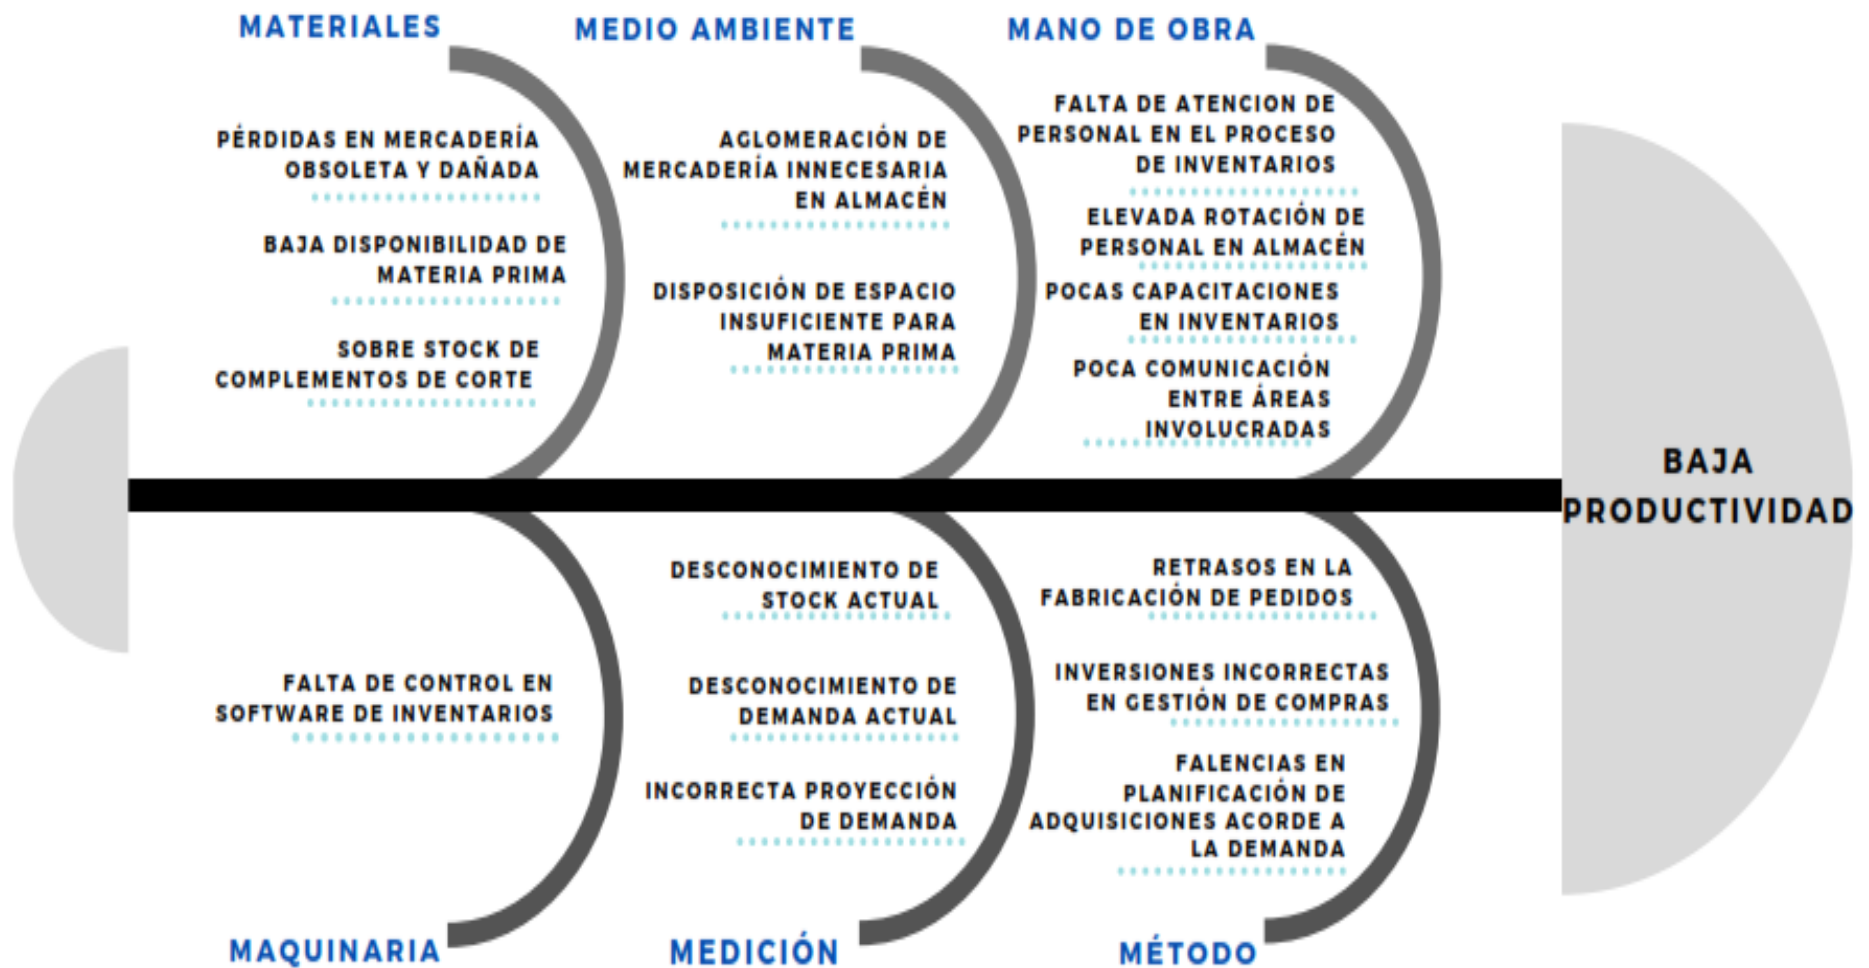 MATERIALES
PÉRDIDAS EN MERCADERÍA
OBSOLETA Y DAÑADA
BAJA DISPONIBILIDAD DE
MATERIA PRIMA
SOBRE STOCK DE
COMPLEMENTOS DE CORTE
MEDIO AMBIENTE
AGLOMERACIÓN DE
MERCADERÍA INNECESARIA
EN ALMACÉN
DISPOSICIÓN DE ESPACIO
INSUFICIENTE PARA
MATERIA PRIMA
MANO DE OBRA
FALTA DE ATENCION DE
PERSONAL EN EL PROCESO
DE INVENTARIOS
ELEVADA ROTACIÓN DE
PERSONAL EN ALMACÉN
POCAS CAPACITACIONES
EN INVENTARIOS
POCA COMUNICACIÓN
ENTRE ÁREAS
INVOLUCRADAS
BAJA
PRODUCTIVIDAD
FALTA DE CONTROL EN
SOFTWARE DE INVENTARIOS
MAQUINARIA
DESCONOCIMIENTO DE
STOCK ACTUAL
DESCONOCIMIENTO DE
DEMANDA ACTUAL
INCORRECTA PROYECCIÓN
DE DEMANDA
MEDICIÓN
RETRASOS EN LA
FABRICACIÓN DE PEDIDOS
INVERSIONES INCORRECTAS
EN GESTIÓN DE COMPRAS
FALENCIAS EN
PLANIFICACIÓN DE
ADQUISICIONES ACORDE A
LA DEMANDA
MÉTODO